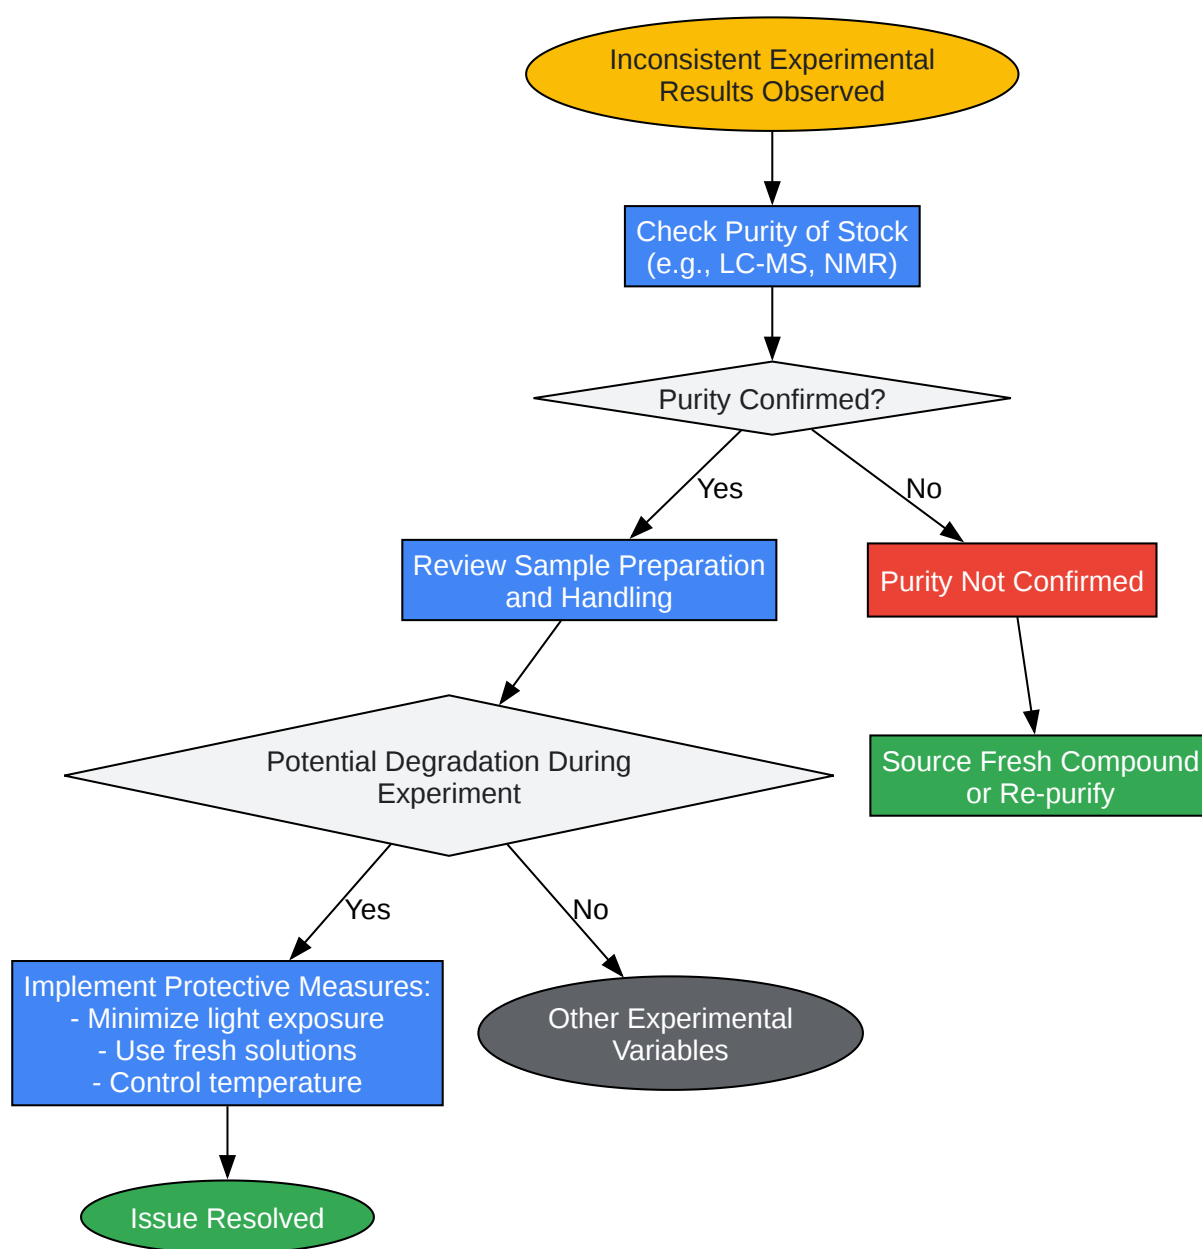 Inconsistent Experimental
Results Observed
Check Purity of Stock
(e.g., LC-MS, NMR)
Purity Confirmed?
Yes
No
Review Sample Preparation
and Handling
Purity Not Confirmed
Potential Degradation During
Experiment
Source Fresh Compound
or Re-purify
Yes
No
Implement Protective Measures:
- Minimize light exposure
- Use fresh solutions
- Control temperature
Other Experimental
Variables
Issue Resolved